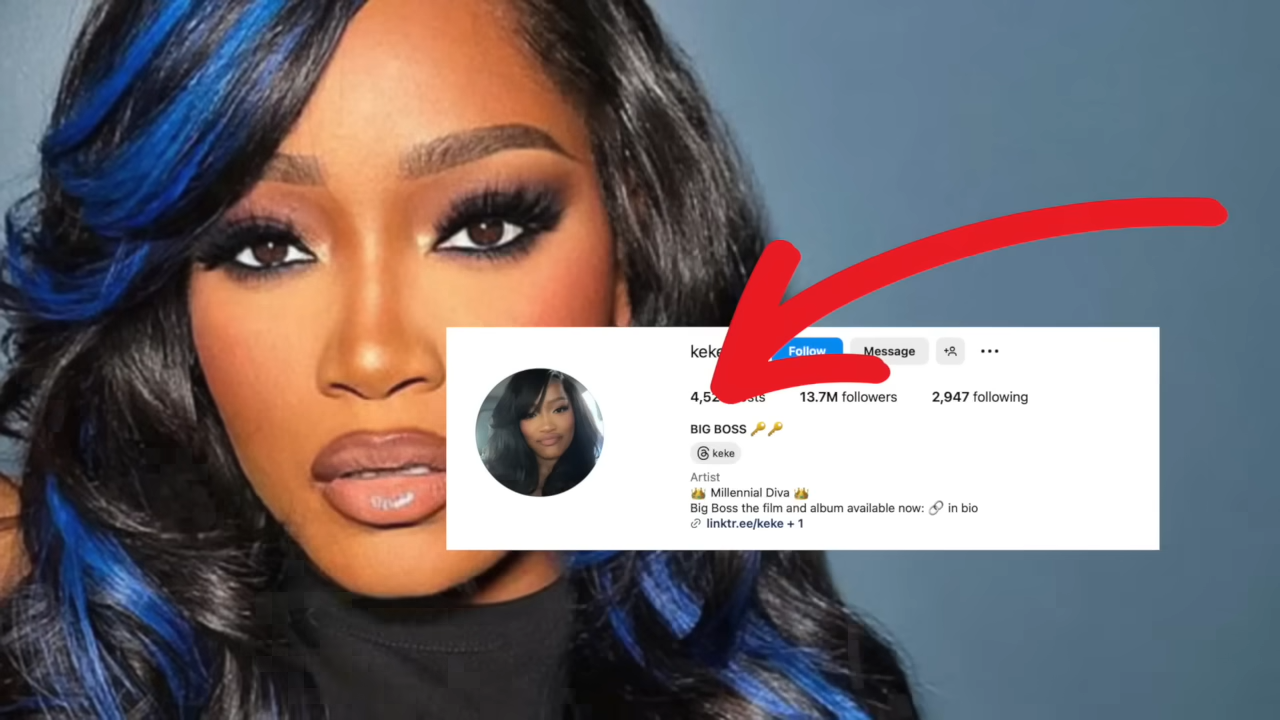 keke Follow Message
13.7M followers 2,947 following
BIG BOSS 🔑🔑
keke
Artist
👑 Millennial Diva 👑
Big Boss the film and album available now: 🔗 in bio
linktr.ee/keke + 1